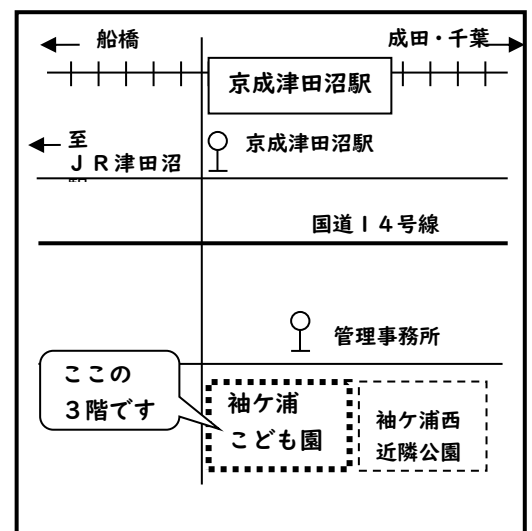 船橋
成田・千葉
京成津田沼駅
至
ＪＲ津田沼
京成津田沼駅
国道１４号線
管理事務所
ここの
３階です
袖ケ浦
こども園
袖ケ浦西
近隣公園